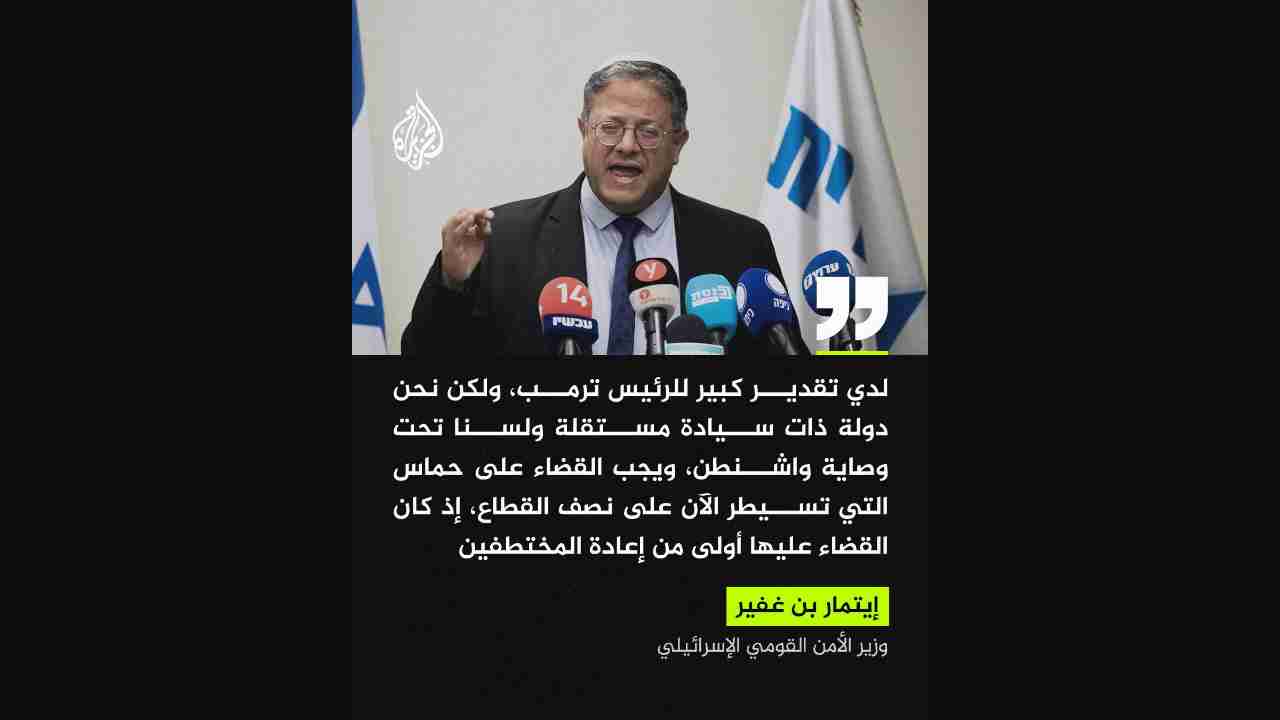 الجزيرة
14
עכשיו
כנסת
כיפה
ערוץ
لدي تقدير كبير للرئيس ترمب، ولكن نحن
دولة ذات سيادة مستقلة ولسنا تحت
وصاية واشنطن، ويجب القضاء على حماس
التي تسيطر الآن على نصف القطاع، إذ كان
القضاء عليها أولى من إعادة المختطفين
إيتمار بن غفير
وزير الأمن القومي الإسرائيلي